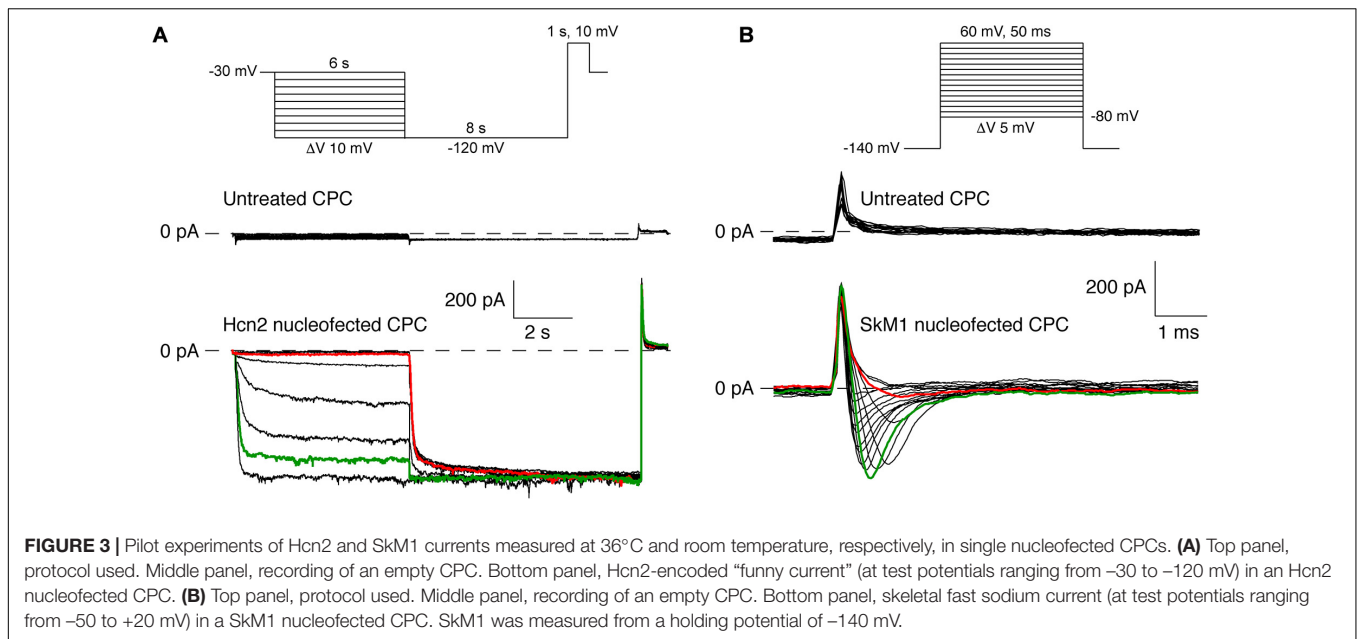 A
1 s, 10 mV
-30 mV
6 s
ΔV 10 mV
8 s
-120 mV
Untreated CPC
0 pA
200 pA
2 s
Hcn2 nucleofected CPC
0 pA
B
60 mV, 50 ms
-80 mV
ΔV 5 mV
-140 mV
Untreated CPC
0 pA
200 pA
1 ms
SkM1 nucleofected CPC
0 pA
FIGURE 3 | Pilot experiments of Hcn2 and SkM1 currents measured at 36°C and room temperature, respectively, in single nucleofected CPCs. (A) Top panel,
protocol used. Middle panel, recording of an empty CPC. Bottom panel, Hcn2-encoded “funny current” (at test potentials ranging from –30 to –120 mV) in an Hcn2
nucleofected CPC. (B) Top panel, protocol used. Middle panel, recording of an empty CPC. Bottom panel, skeletal fast sodium current (at test potentials ranging
from –50 to +20 mV) in a SkM1 nucleofected CPC. SkM1 was measured from a holding potential of –140 mV.